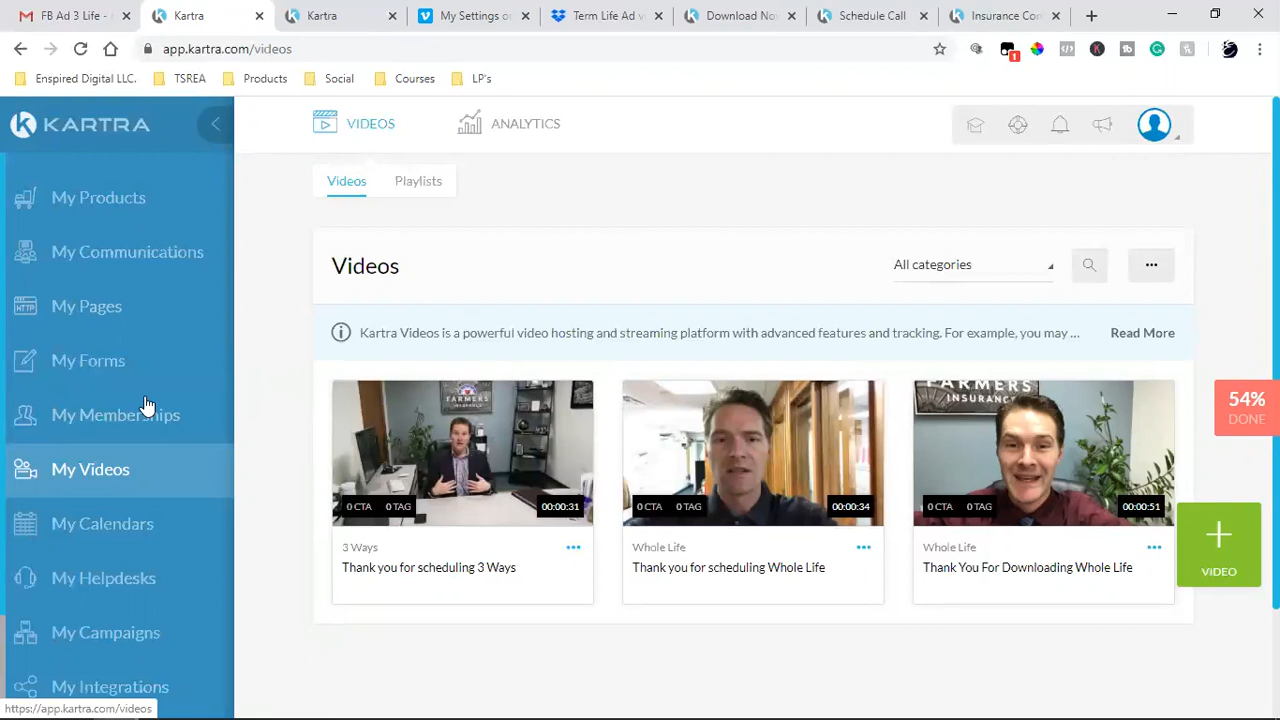 FB Ad 3 Life -
Kartra
Kartra
My Settings o
Term Life Ad v
Download No
Schedule Call
Insurance Co
app.kartra.com/videos
1
Enspired Digital LLC.
TSREA
Products
Social
Courses
LP's
KARTRA
VIDEOS
ANALYTICS
My Products
My Communications
HTTP
My Pages
My Forms
My Memberships
My Videos
My Calendars
My Helpdesks
My Campaigns
My Integrations
Videos
Playlists
Videos
All categories
Kartra Videos is a powerful video hosting and streaming platform with advanced features and tracking. For example, you may ...
Read More
FARMERS
INSURANCE
0 CTA 0 TAG
00:00:31
3 Ways
Thank you for scheduling 3 Ways
0 CTA 0 TAG
00:00:34
Whole Life
Thank you for scheduling Whole Life
FARMERS
INSURANCE
0 CTA 0 TAG
00:00:51
Whole Life
Thank You For Downloading Whole Life
54%
DONE
VIDEO
https://app.kartra.com/videos